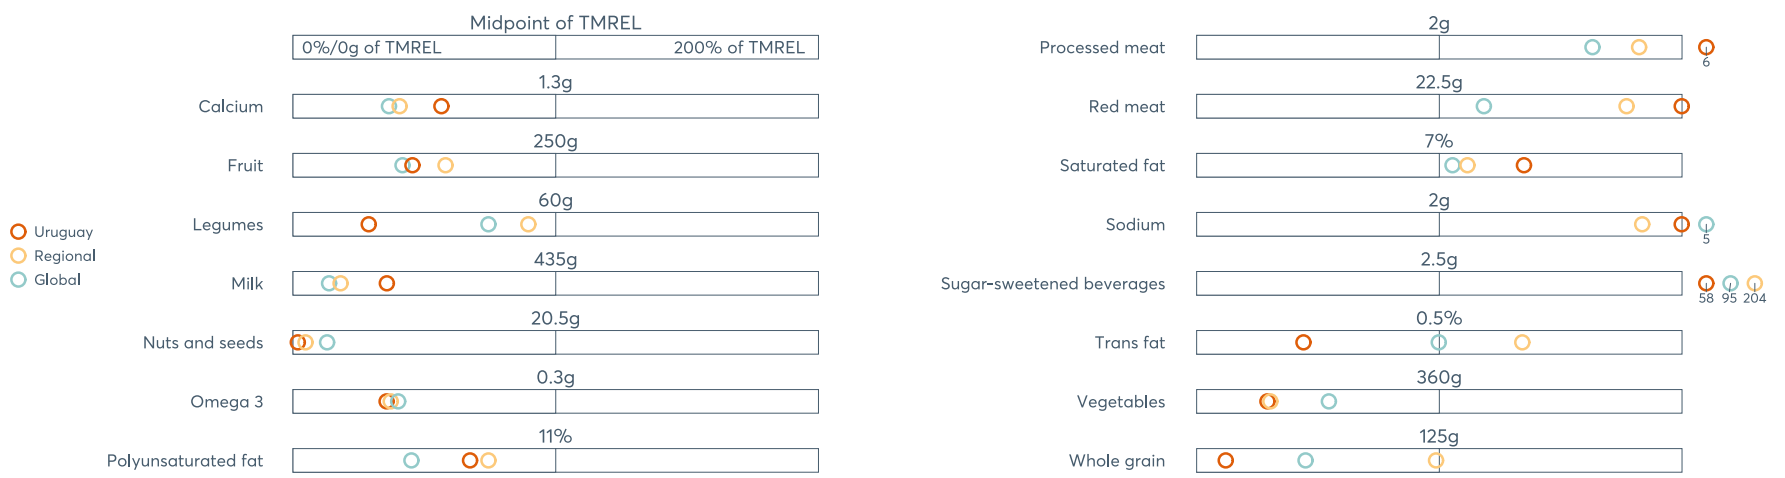 Midpoint of TMREL
0%/0g of TMREL 200% of TMREL
1.3g
Calcium
250g
Fruit
60g
Legumes
435g
Milk
20.5g
Nuts and seeds
0.3g
Omega 3
11%
Polyunsaturated fat
Uruguay
Regional
Global
2g
Processed meat
6
22.5g
Red meat
7%
Saturated fat
2g
Sodium
5
2.5g
Sugar-sweetened beverages
58 95 204
0.5%
Trans fat
360g
Vegetables
125g
Whole grain